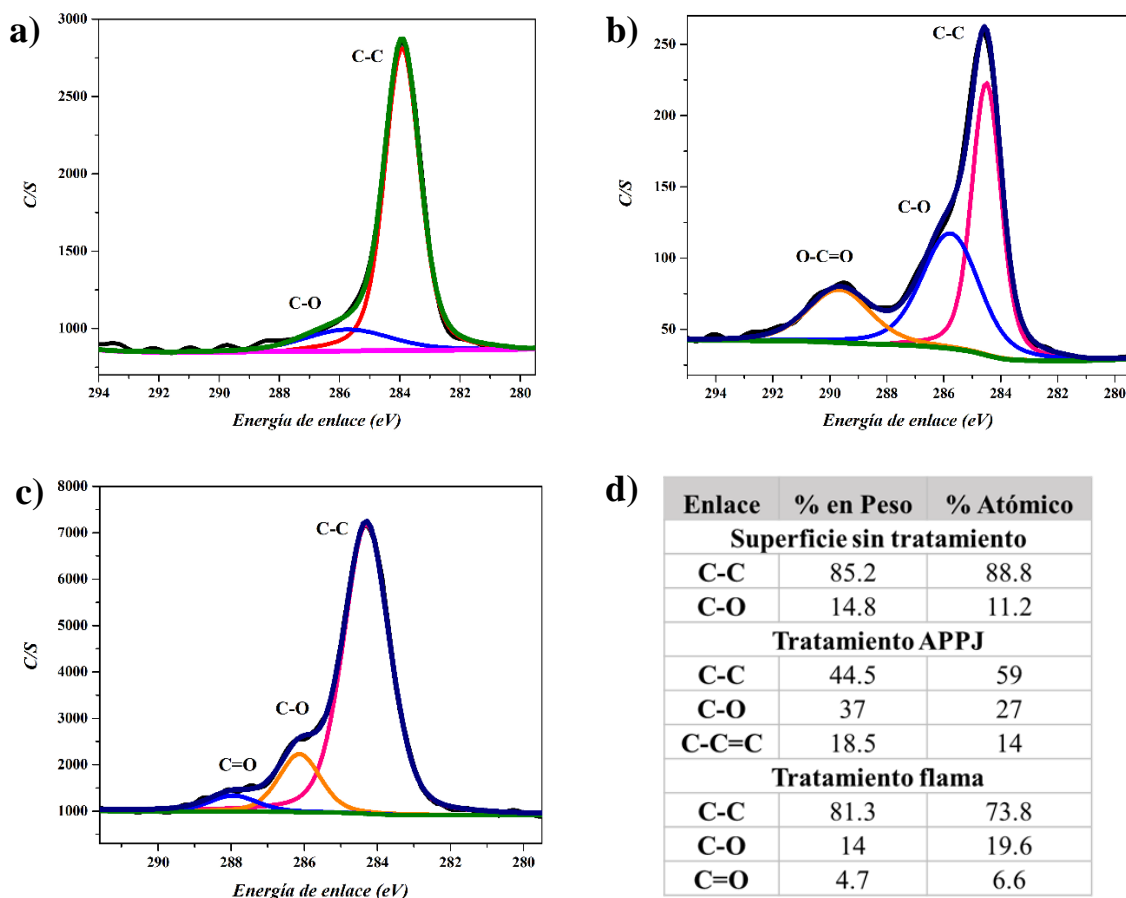 a)
3000
2500
2000
1500
1000
C/S
C-C
C-O
294 292 290 288 286 284 282 280
Energía de enlace (eV)
b)
250
200
150
100
50
C/S
C-C
C-O
O-C=O
294 292 290 288 286 284 282 280
Energía de enlace (eV)
c)
8000
7000
6000
5000
4000
3000
2000
1000
C/S
C-C
C-O
C=O
290 288 286 284 282 280
Energía de enlace (eV)
d)
Enlace % en Peso % Atómico
Superficie sin tratamiento
C-C 85.2 88.8
C-O 14.8 11.2
Tratamiento APPJ
C-C 44.5 59
C-O 37 27
C-C=C 18.5 14
Tratamiento flama
C-C 81.3 73.8
C-O 14 19.6
C=O 4.7 6.6